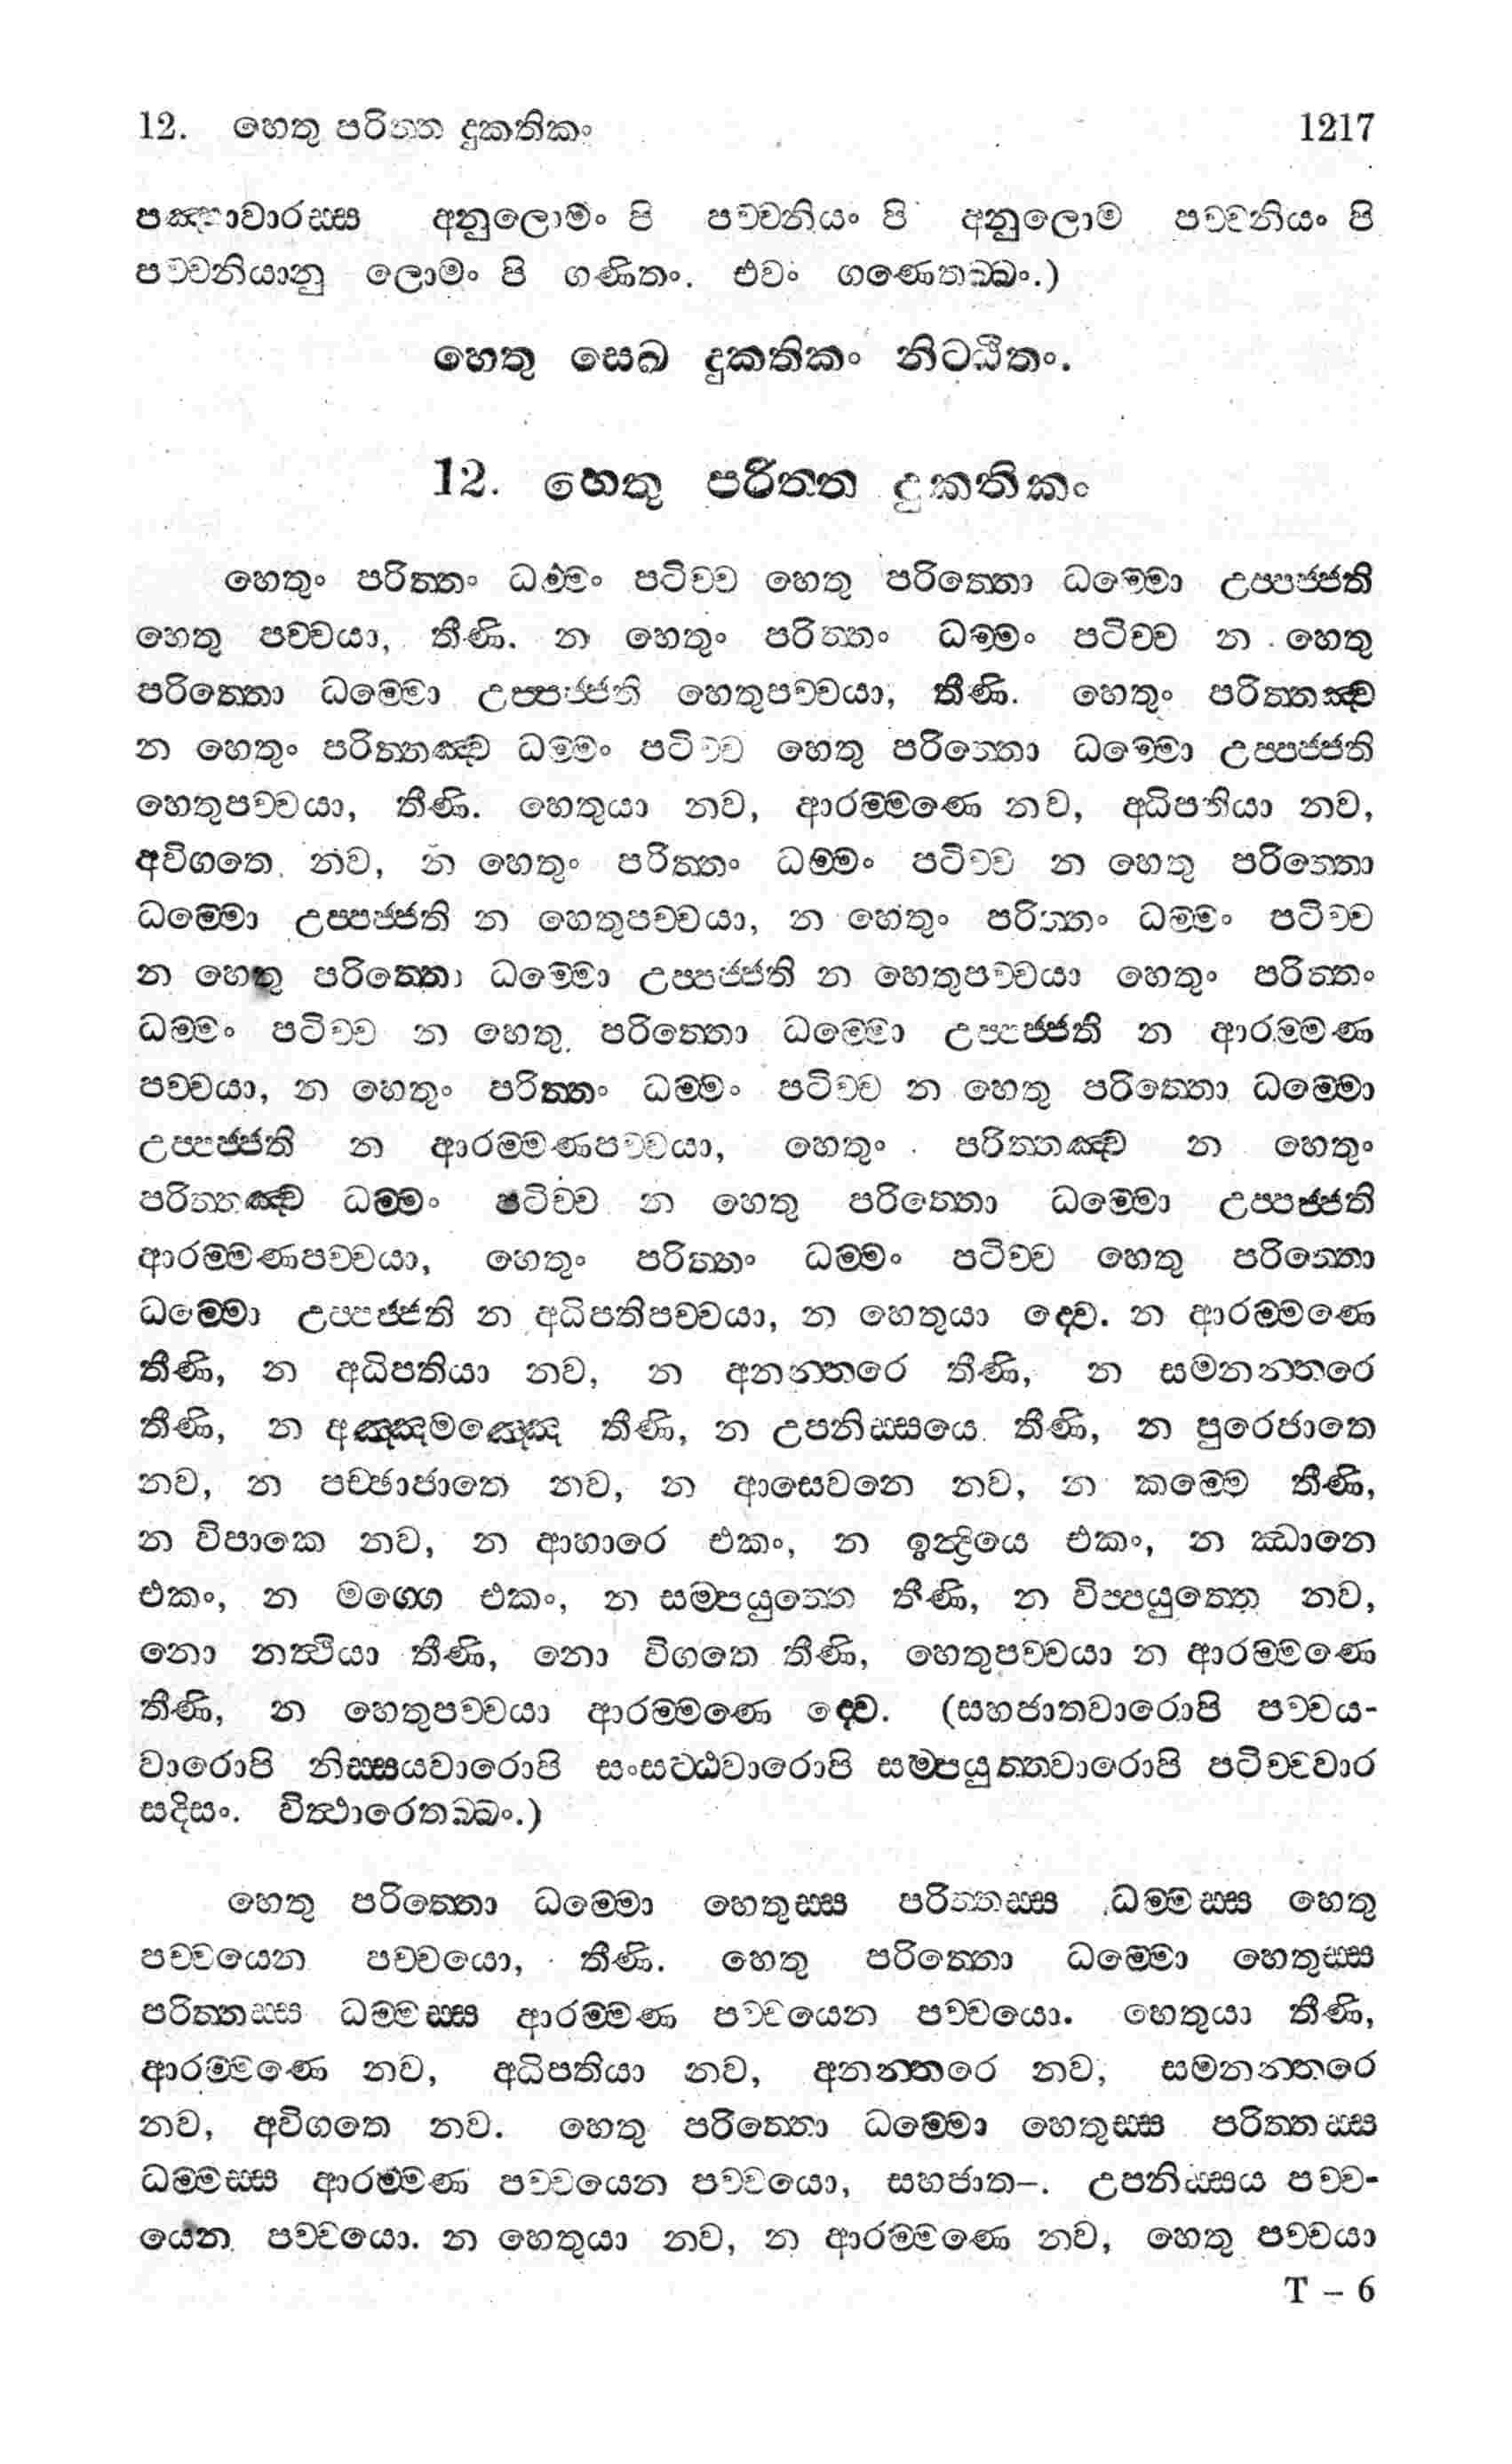 12. හෙතු පරිත්ත දුකතිකං 1217
පඤ්හාවාරස්ස අනුලොමං පි පච්චනියං පි අනුලොම පච්චනියං පි
පච්චනියානු ලොමං පි ගණිතං. එවං ගණෙතබ්බං.)
හෙතු සෙඛ දුකතිකං නිට්ඨිතං.
12. හෙතු පරිත්ත දුකතිකං
හෙතුං පරිත්තං ධම්මං පටිච්ච හෙතු පරිත්තො ධම්මො උප්පජ්ජති
හෙතු පච්චයා, තීණි. න හෙතුං පරිත්තං ධම්මං පටිච්ච න හෙතු
පරිත්තො ධම්මො උප්පජ්ජති හෙතුපච්චයා, තීණි. හෙතුං පරිත්තඤ්ච
න හෙතුං පරිත්තඤ්ච ධම්මං පටිච්ච හෙතු පරිත්තො ධම්මො උප්පජ්ජති
හෙතුපච්චයා, තීණි. හෙතුයා නව, ආරම්මණෙ නව, අධිපතියා නව,
අවිගතෙ නව, න හෙතුං පරිත්තං ධම්මං පටිච්ච න හෙතු පරිත්තො
ධම්මො උප්පජ්ජති න හෙතුපච්චයා, න හෙතුං පරිත්තං ධම්මං පටිච්ච
න හෙතු පරිත්තො ධම්මො උප්පජ්ජති න හෙතුපච්චයා හෙතුං පරිත්තං
ධම්මං පටිච්ච න හෙතු පරිත්තො ධම්මො උප්පජ්ජති න ආරම්මණ
පච්චයා, න හෙතුං පරිත්තං ධම්මං පටිච්ච න හෙතු පරිත්තො ධම්මො
උප්පජ්ජති න ආරම්මණපච්චයා, හෙතුං පරිත්තඤ්ච න හෙතුං
පරිත්තඤ්ච ධම්මං පටිච්ච න හෙතු පරිත්තො ධම්මො උප්පජ්ජති
ආරම්මණපච්චයා, හෙතුං පරිත්තං ධම්මං පටිච්ච හෙතු පරිත්තො
ධම්මො උප්පජ්ජති න අධිපතිපච්චයා, න හෙතුයා ද්වෙ. න ආරම්මණෙ
තීණි, න අධිපතියා නව, න අනන්තරෙ තීණි, න සමනන්තරෙ
තීණි, න අඤ්ඤමඤ්ඤෙ තීණි, න උපනිස්සයෙ තීණි, න පුරෙජාතෙ
නව, න පච්ඡාජාතෙ නව, න ආසෙවනෙ නව, න කම්මෙ තීණි,
න විපාකෙ නව, න ආහාරෙ එකං, න ඉන්ද්‍රියෙ එකං, න ඣානෙ
එකං, න මග්ගෙ එකං, න සම්පයුත්තෙ තීණි, න විප්පයුත්තෙ නව,
නො නත්ථියා තීණි, නො විගතෙ තීණි, හෙතුපච්චයා න ආරම්මණෙ
තීණි, න හෙතුපච්චයා ආරම්මණෙ ද්වෙ. (සහජාතවාරොපි පච්චය-
වාරොපි නිස්සයවාරොපි සංසට්ඨවාරොපි සම්පයුත්තවාරොපි පටිච්චවාර
සදිසං. විත්ථාරෙතබ්බං.)
හෙතු පරිත්තො ධම්මො හෙතුස්ස පරිත්තස්ස ධම්මස්ස හෙතු
පච්චයෙන පච්චයො, තීණි. හෙතු පරිත්තො ධම්මො හෙතුස්ස
පරිත්තස්ස ධම්මස්ස ආරම්මණ පච්චයෙන පච්චයො. හෙතුයා තීණි,
ආරම්මණෙ නව, අධිපතියා නව, අනන්තරෙ නව, සමනන්තරෙ
නව, අවිගතෙ නව. හෙතු පරිත්තො ධම්මො හෙතුස්ස පරිත්තස්ස
ධම්මස්ස ආරම්මණ පච්චයෙන පච්චයො, සහජාත–. උපනිස්සය පච්ච-
යෙන පච්චයො. න හෙතුයා නව, න ආරම්මණෙ නව, හෙතු පච්චයා
T – 6